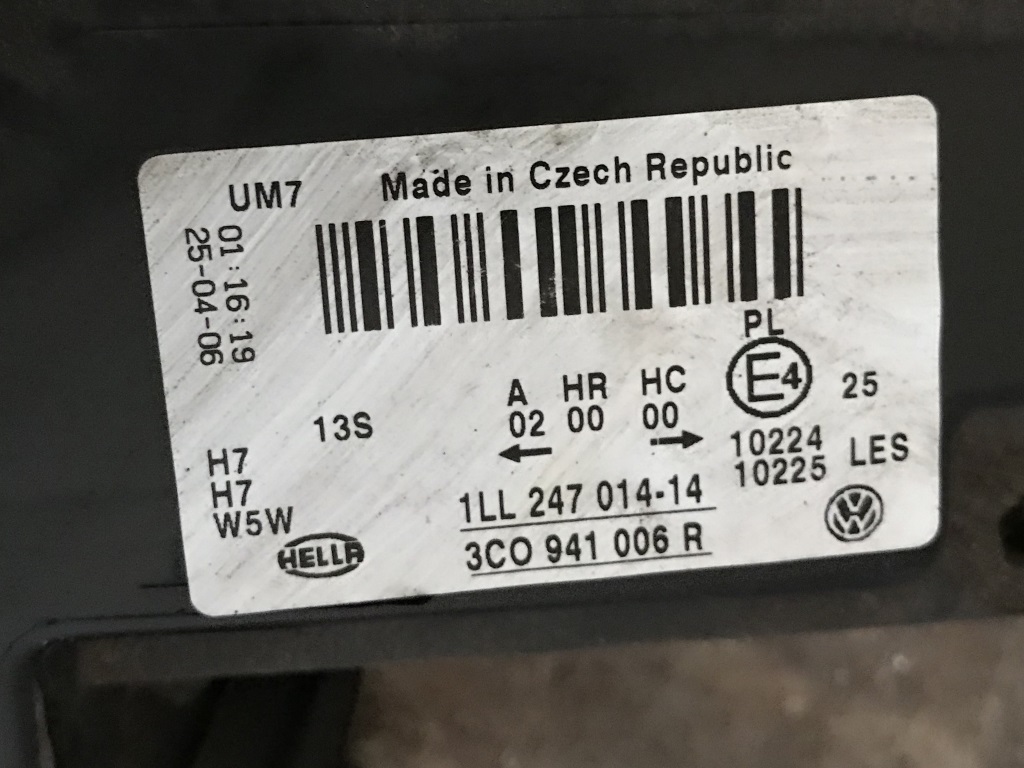 UM7
Made in Czech Republic
01:16:19
25-04-06
PL
E4
25
A HR HC
02 00 00
13S
10224
10225
LES
H7
H7
W5W
1LL 247 014-14
3C0 941 006 R
HELLA
VW